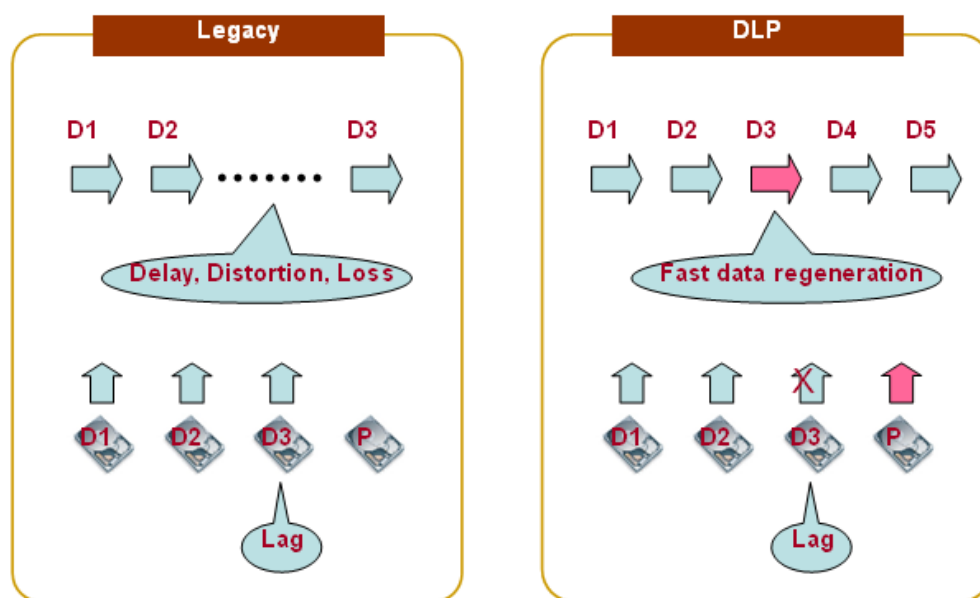 Legacy
D1 D2 D3
Delay, Distortion, Loss
D1 D2 D3 P
Lag
DLP
D1 D2 D3 D4 D5
Fast data regeneration
X
D1 D2 D3 P
Lag